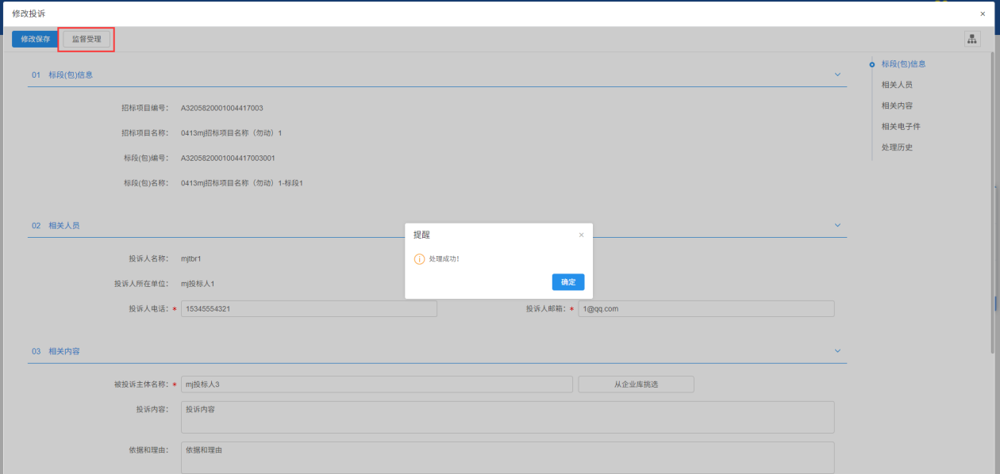 修改投诉
×
修改保存 监督受理
01 标段(包)信息
招标项目编号： A3205820001004417003
招标项目名称： 0413mj招标项目名称（勿动）1
标段(包)编号： A3205820001004417003001
标段(包)名称： 0413mj招标项目名称（勿动）1-标段1
02 相关人员
投诉人名称： mjtbr1
投诉人所在单位： mj投标人1
投诉人电话：* 15345554321 投诉人邮箱：* 1@qq.com
03 相关内容
被投诉主体名称：* mj投标人3 从企业库挑选
投诉内容： 投诉内容
依据和理由： 依据和理由
标段(包)信息
相关人员
相关内容
相关电子件
处理历史
提醒 ×
处理成功!
确定